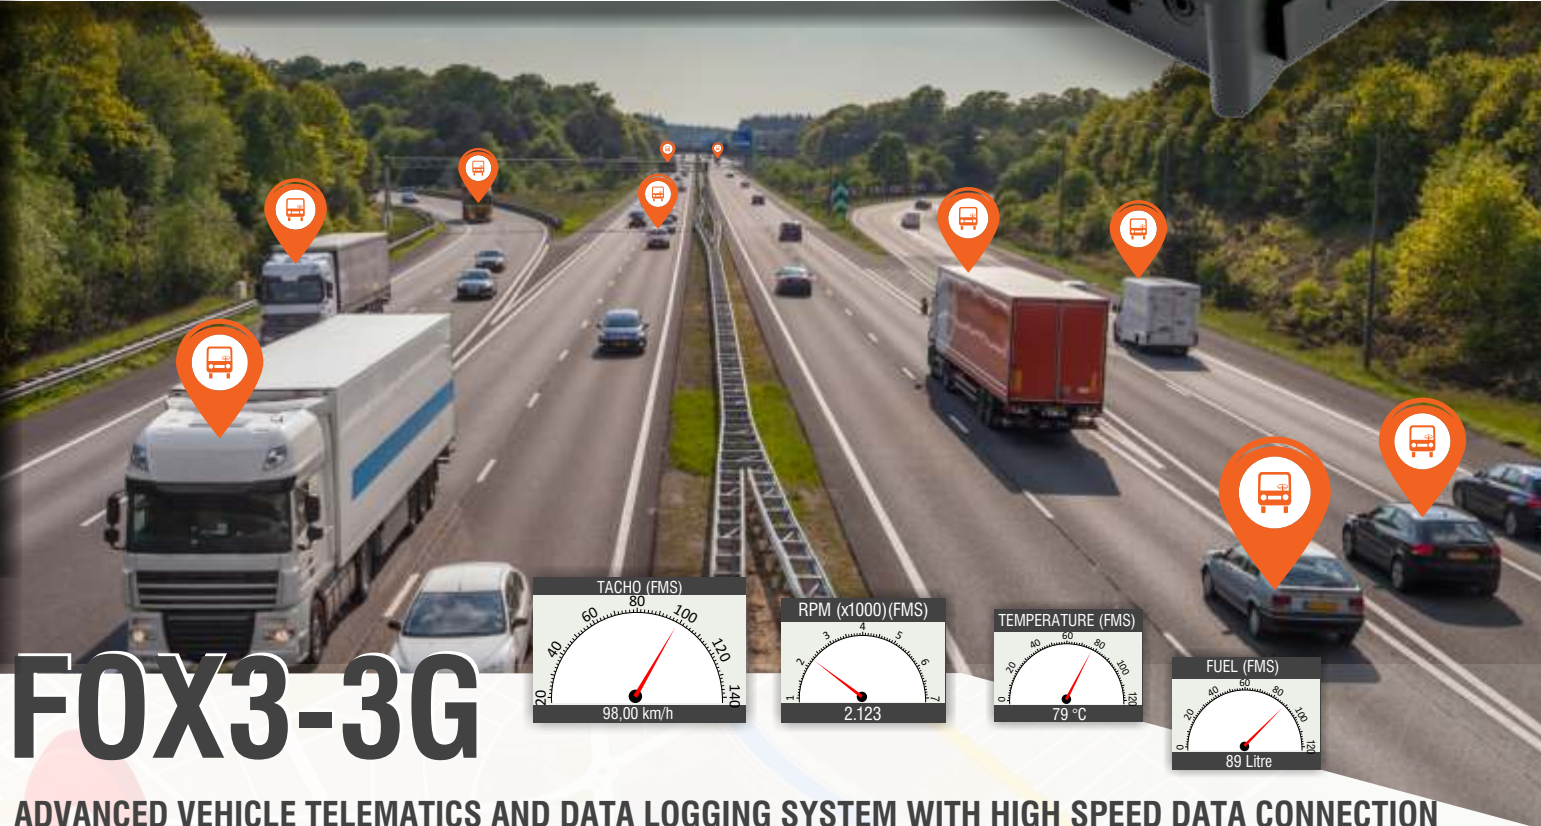 TACHO (FMS)
20 40 60 80 100 120 140
98,00 km/h
RPM (x1000)(FMS)
1 2 3 4 5 6 7
2.123
TEMPERATURE (FMS)
0 20 40 60 80 100 120
79 °C
FUEL (FMS)
0 20 40 60 80 100 120
89 Litre
FOX3-3G
ADVANCED VEHICLE TELEMATICS AND DATA LOGGING SYSTEM WITH HIGH SPEED DATA CONNECTION